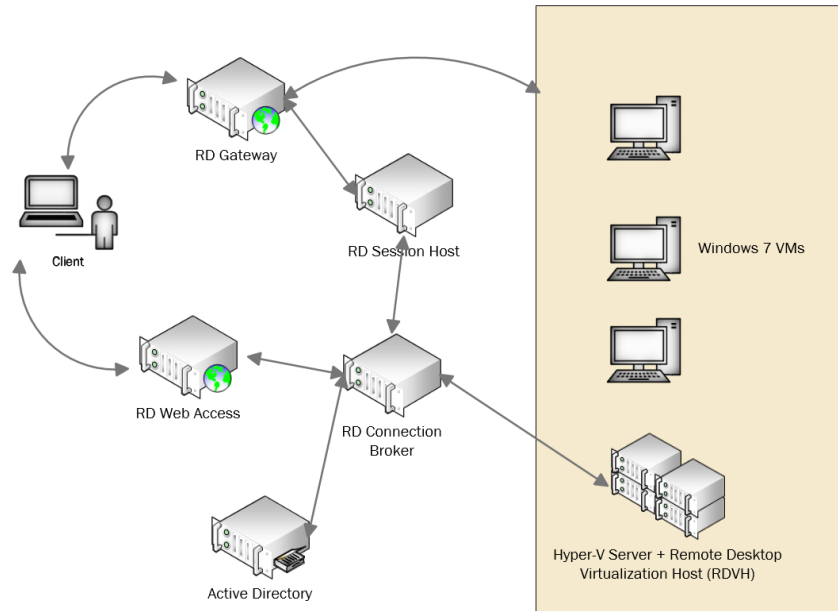 RD Gateway
RD Session Host
Client
Windows 7 VMs
RD Web Access
RD Connection
Broker
Hyper-V Server + Remote Desktop
Virtualization Host (RDVH)
Active Directory